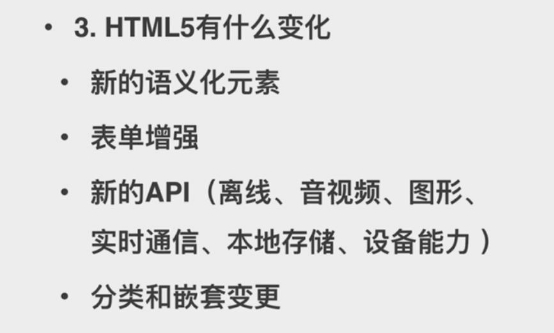 • 3. HTML5有什么变化
• 新的语义化元素
• 表单增强
• 新的API（离线、音视频、图形、
实时通信、本地存储、设备能力 ）
• 分类和嵌套变更